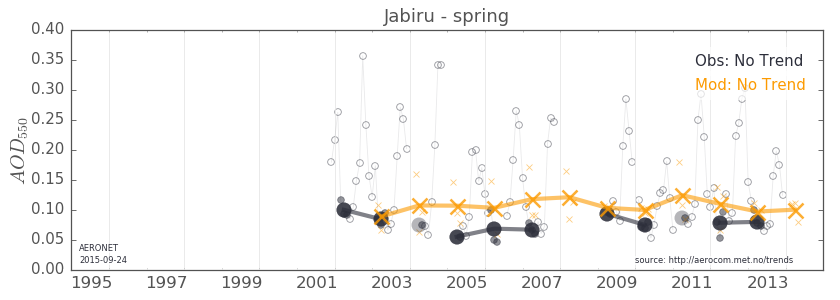 Jabiru - spring
0.40
0.35
0.30
0.25
0.20
0.15
0.10
0.05
0.00
AOD550
Obs: No Trend
Mod: No Trend
AERONET
2015-09-24
source: http://aerocom.met.no/trends
1995 1997 1999 2001 2003 2005 2007 2009 2011 2013